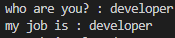 who are you? : developer
my job is : developer